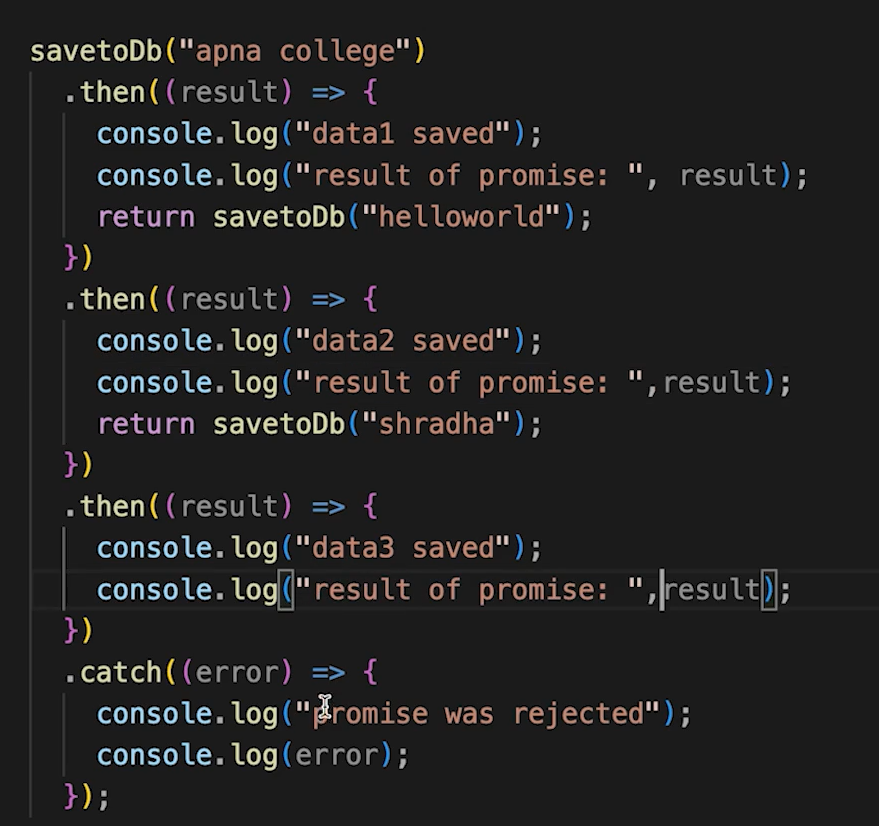 savetoDb("apna college")
  .then((result) => {
    console.log("data1 saved");
    console.log("result of promise: ", result);
    return savetoDb("helloworld");
  })
  .then((result) => {
    console.log("data2 saved");
    console.log("result of promise: ",result);
    return savetoDb("shradha");
  })
  .then((result) => {
    console.log("data3 saved");
    console.log("result of promise: ",result);
  })
  .catch((error) => {
    console.log("promise was rejected");
    console.log(error);
  });